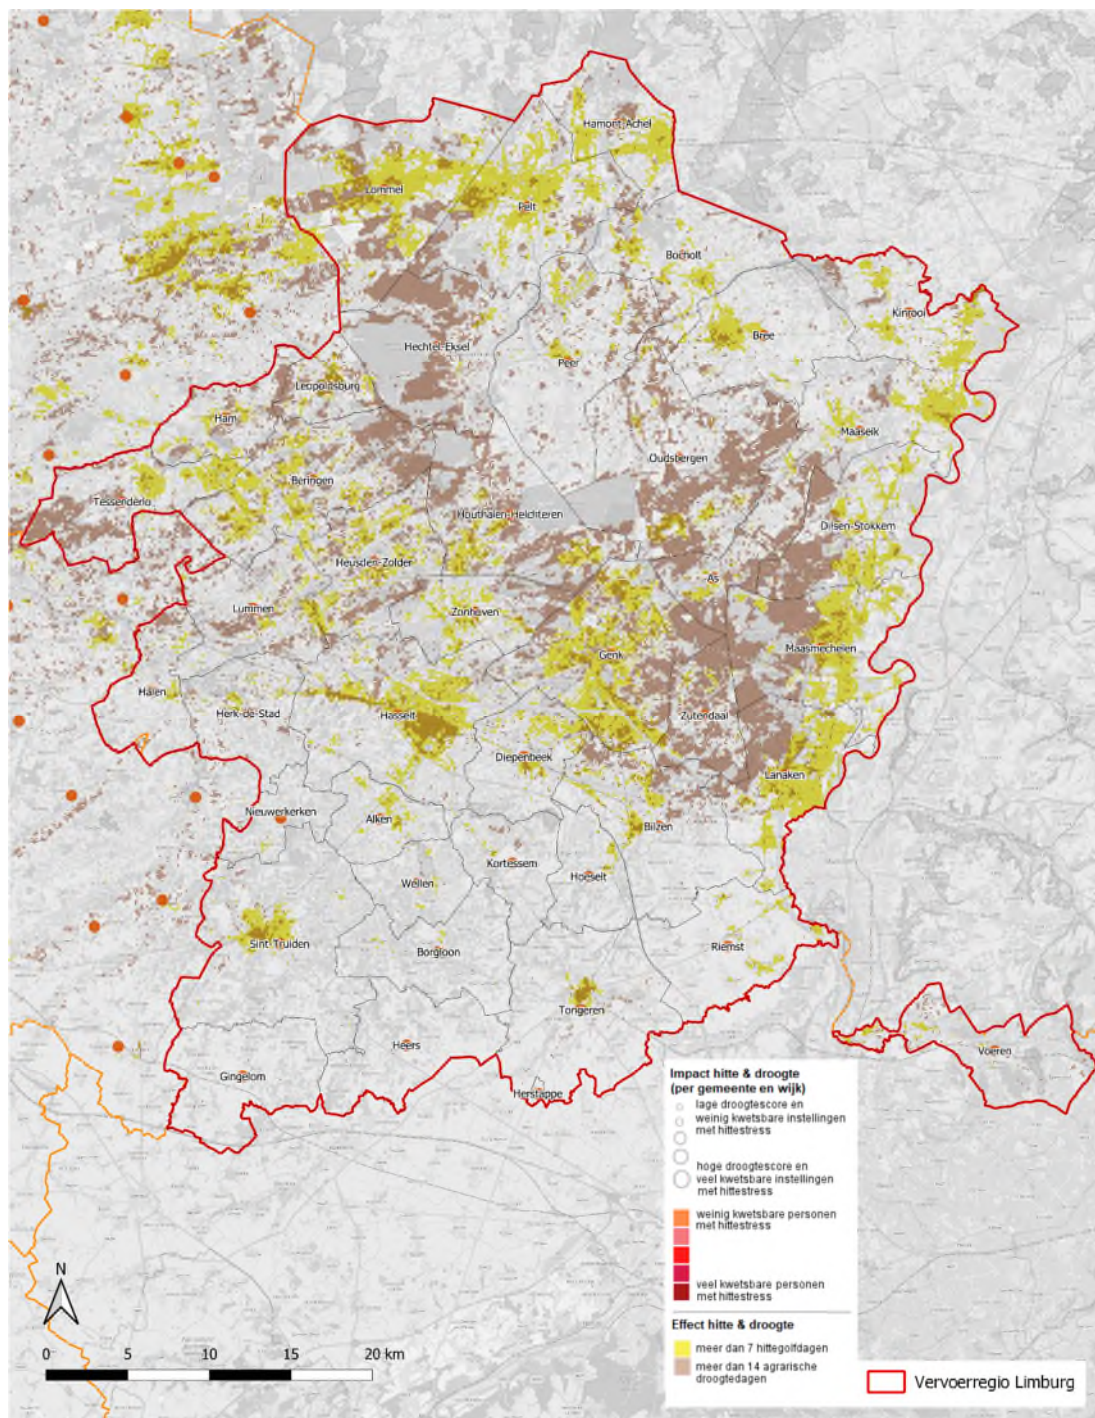 Hamont-Achel
Lommel
Pelt
Bocholt
Kinrooi
Bree
Hechtel-Eksel
Peer
Leopoldsburg
Ham
Maaseik
Oudsbergen
Beringen
Tessenderlo
Houthalen-Helchteren
Dilsen-Stokkem
Heusden-Zolder
As
Lummen
Zonhoven
Genk
Maasmechelen
Halen
Herk-de-Stad
Hasselt
Zutendaal
Diepenbeek
Lanaken
Nieuwerkerken
Alken
Bilzen
Kortessem
Wellen
Hoeselt
Sint-Truiden
Borgloon
Riemst
Tongeren
Heers
Voeren
Gingelom
Herstappe
Impact hitte & droogte
(per gemeente en wijk)
lage droogtescore en
weinig kwetsbare instellingen
met hittestress
hoge droogtescore en
veel kwetsbare instellingen
met hittestress
weinig kwetsbare personen
met hittestress
veel kwetsbare personen
met hittestress
Effect hitte & droogte
meer dan 7 hittegolfdagen
meer dan 14 agrarische
droogtedagen
N
0 5 10 15 20 km
Vervoerregio Limburg